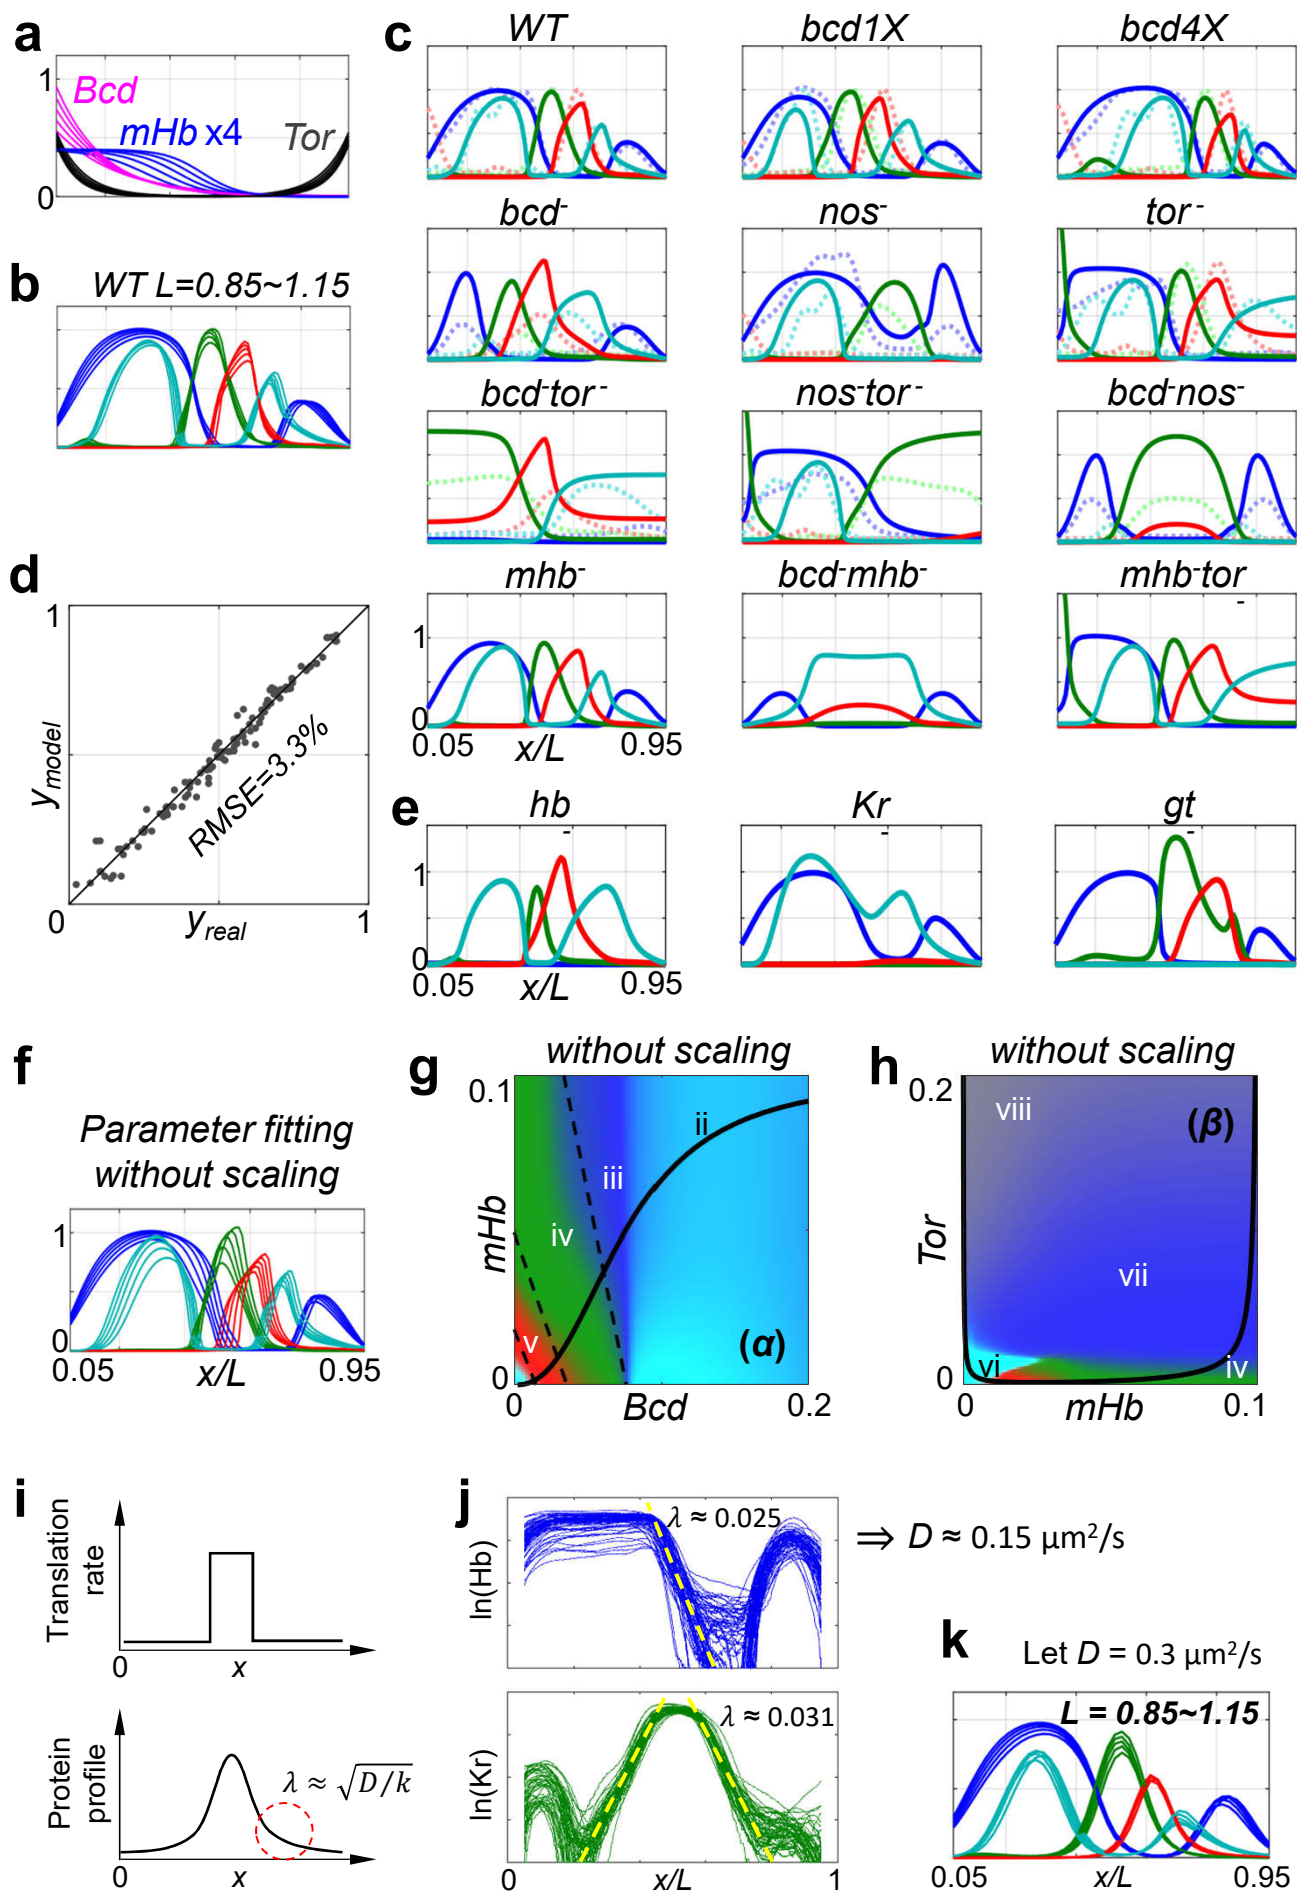 a
1
Bcd
mHb x4
Tor
0
b
WT L=0.85~1.15
c
WT
bcd1X
bcd4X
bcd-
nos-
tor-
bcd-tor-
nos-tor-
bcd-nos-
mhb-
bcd-mhb-
mhb-tor
-
1
0
0.05
x/L
0.95
d
1
y_model
RMSE=3.3%
0
y_real
1
e
hb
-
Kr
-
gt
-
1
0
0.05
x/L
0.95
f
Parameter fitting
without scaling
1
0
0.05
x/L
0.95
g
without scaling
0.1
mHb
0
ii
iii
iv
v
(α)
0
Bcd
0.2
h
without scaling
0.2
Tor
0
viii
(β)
vii
vi
iv
0
mHb
0.1
i
Translation
rate
0
x
Protein
profile
λ ≈ √D/k
0
x
j
ln(Hb)
λ ≈ 0.025
⇒ D ≈ 0.15 μm²/s
ln(Kr)
λ ≈ 0.031
0
x/L
1
k
Let D = 0.3 μm²/s
L = 0.85~1.15
0.05
x/L
0.95